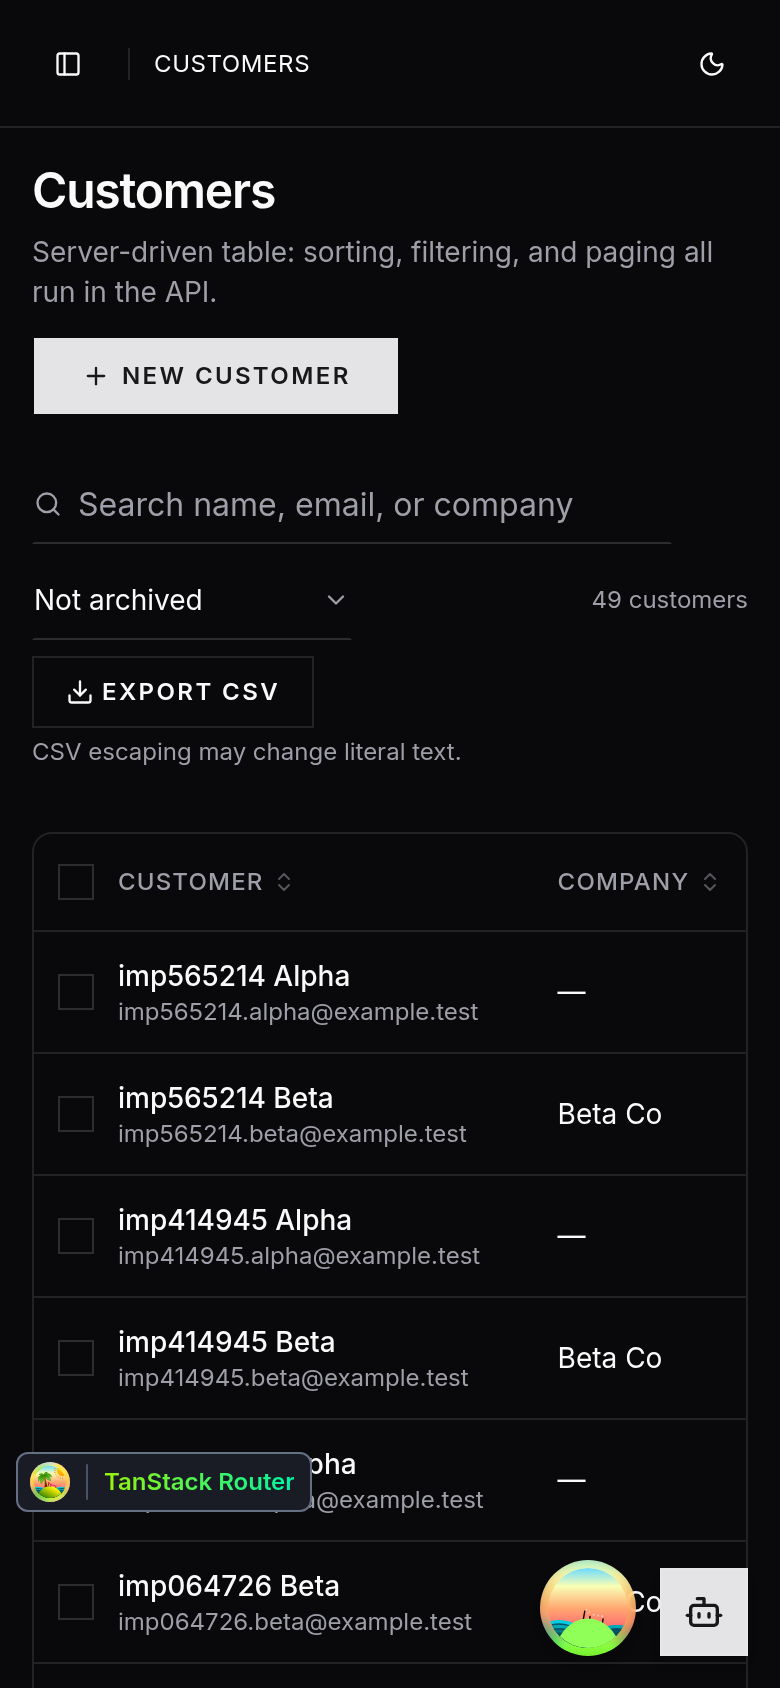 CUSTOMERS
Customers
Server-driven table: sorting, filtering, and paging all
run in the API.
NEW CUSTOMER
Search name, email, or company
Not archived
49 customers
EXPORT CSV
CSV escaping may change literal text.
CUSTOMER COMPANY
imp565214 Alpha
imp565214.alpha@example.test
—
imp565214 Beta
imp565214.beta@example.test
Beta Co
imp414945 Alpha
imp414945.alpha@example.test
—
imp414945 Beta
imp414945.beta@example.test
Beta Co
—
TanStack Router
@example.test
imp064726 Beta
imp064726.beta@example.test
Co